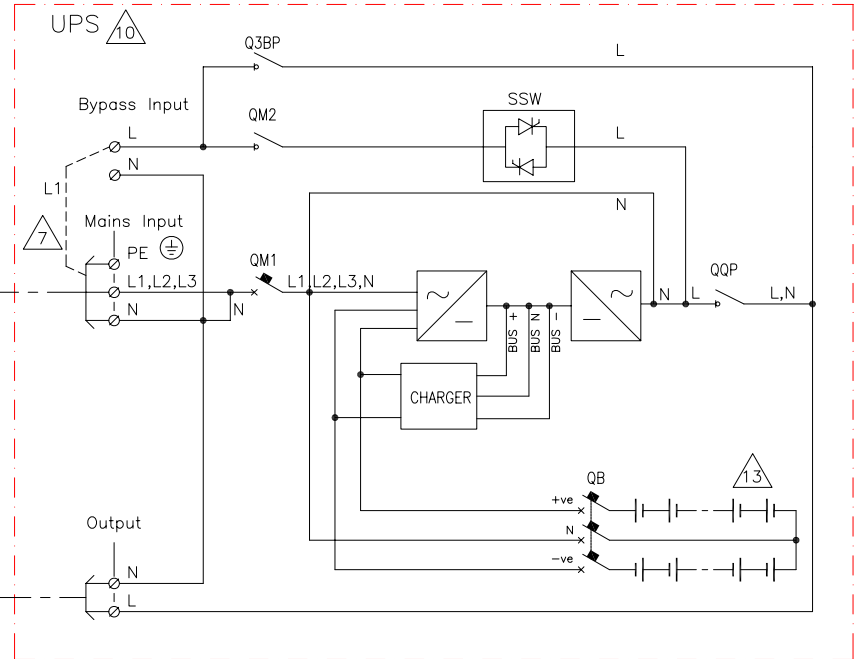 UPS 10
Q3BP
L
Bypass Input
QM2
SSW
L
L
N
L1
N
7
Mains Input
PE
QM1
QQP
L1,L2,L3
L1,L2,L3,N
N
L
L,N
N
N
BUS +
BUS N
BUS -
CHARGER
13
QB
+ve
N
-ve
Output
N
L